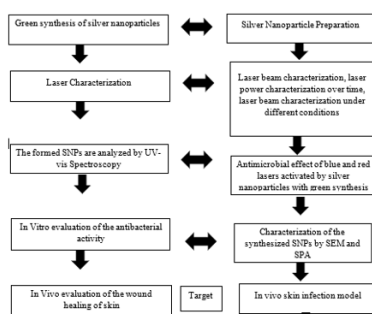 Green synthesis of silver nanoparticles
Silver Nanoparticle Preparation
Laser Characterization
Laser beam characterization, laser
power characterization over time,
laser beam characterization under
different conditions
The formed SNPs are analyzed by UV-
vis Spectroscopy
Antimicrobial effect of blue and red
lasers activated by silver
nanoparticles with green synthesis
In Vitro evaluation of the antibacterial
activity
Characterization of the
synthesized SNPs by SEM and
SPA
In Vivo evaluation of the wound
healing of skin
Target
In vivo skin infection model